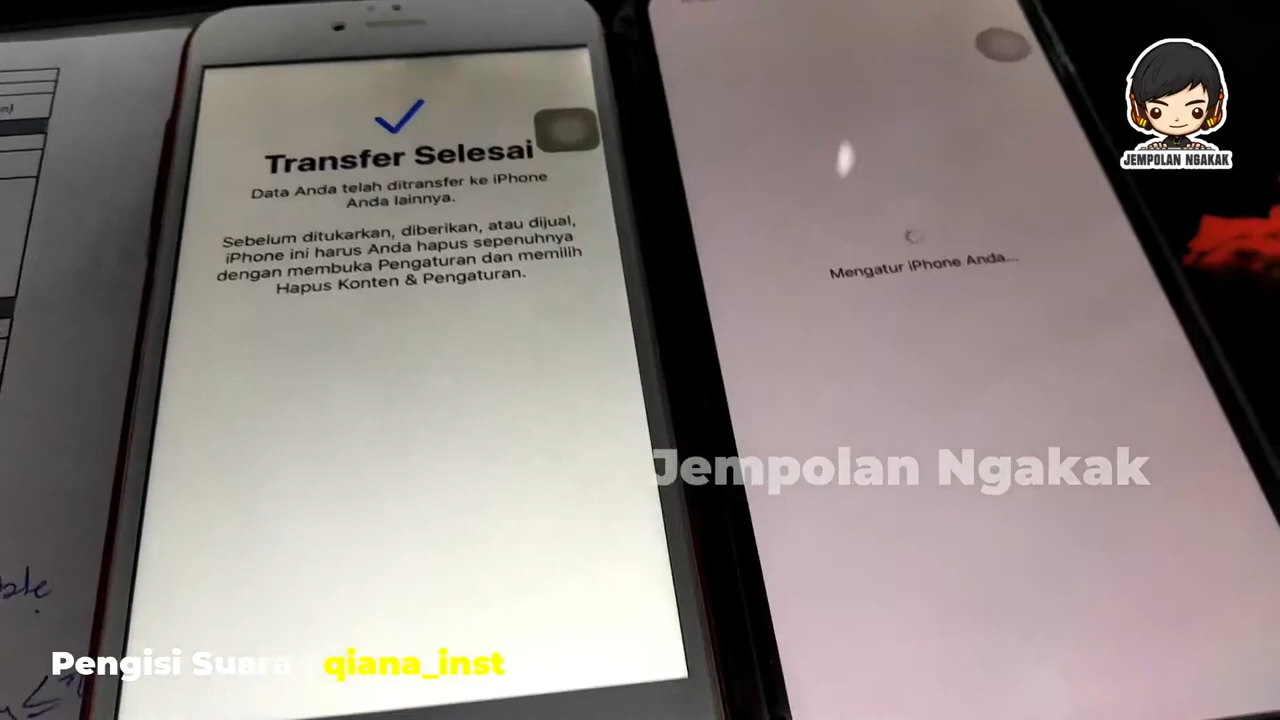 Transfer Selesai
Data Anda telah ditransfer ke iPhone
Anda lainnya.
Sebelum ditukarkan, diberikan, atau dijual,
iPhone ini harus Anda hapus sepenuhnya
dengan membuka Pengaturan dan memilih
Hapus Konten & Pengaturan.
Mengatur iPhone Anda...
JEMPOLAN NGAKAK
Jempolan Ngakak
Pengisi Suara qiana_inst